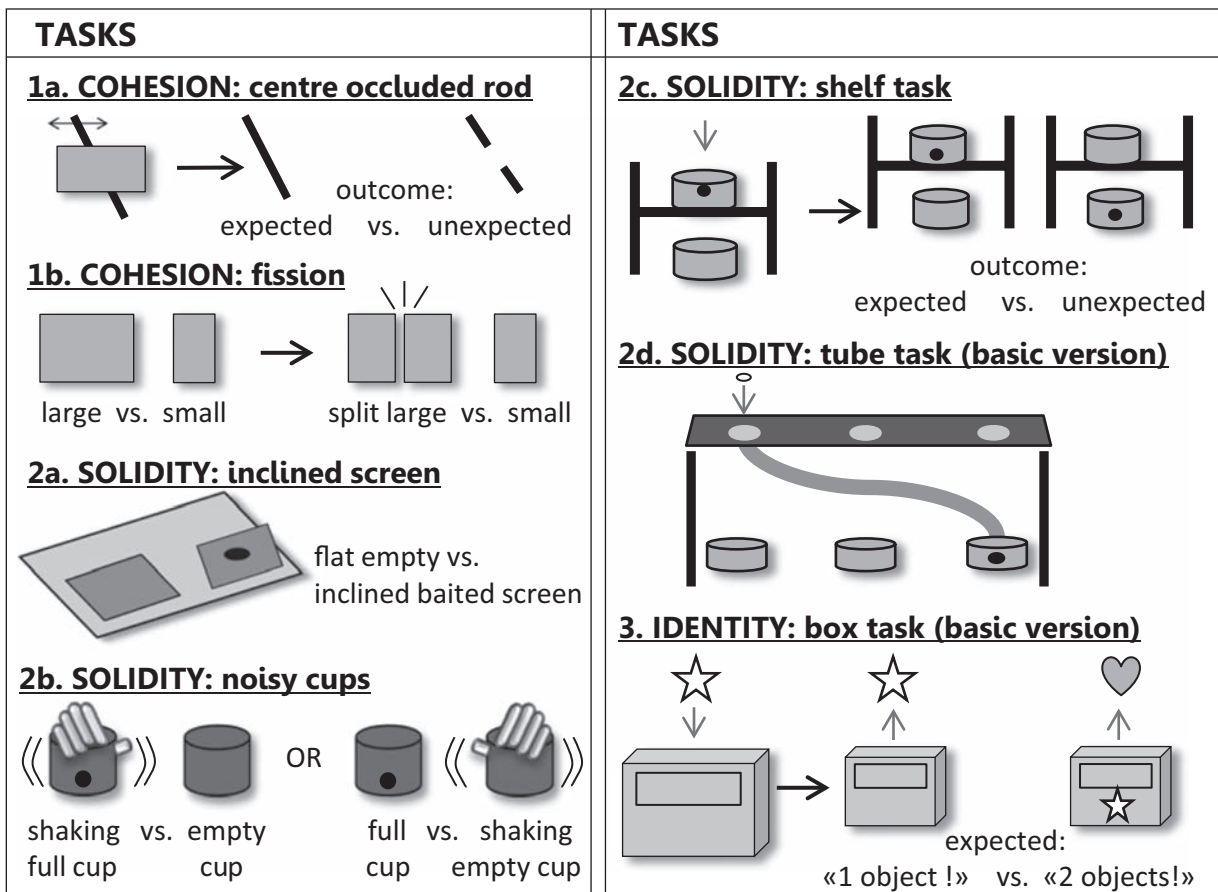 TASKS
1a. COHESION: centre occluded rod
outcome:
expected vs. unexpected
1b. COHESION: fission
large vs. small
split large vs. small
2a. SOLIDITY: inclined screen
flat empty vs.
inclined baited screen
2b. SOLIDITY: noisy cups
OR
shaking vs. empty
full cup cup
full vs. shaking
cup empty cup
TASKS
2c. SOLIDITY: shelf task
outcome:
expected vs. unexpected
2d. SOLIDITY: tube task (basic version)
3. IDENTITY: box task (basic version)
expected:
«1 object !» vs. «2 objects!»